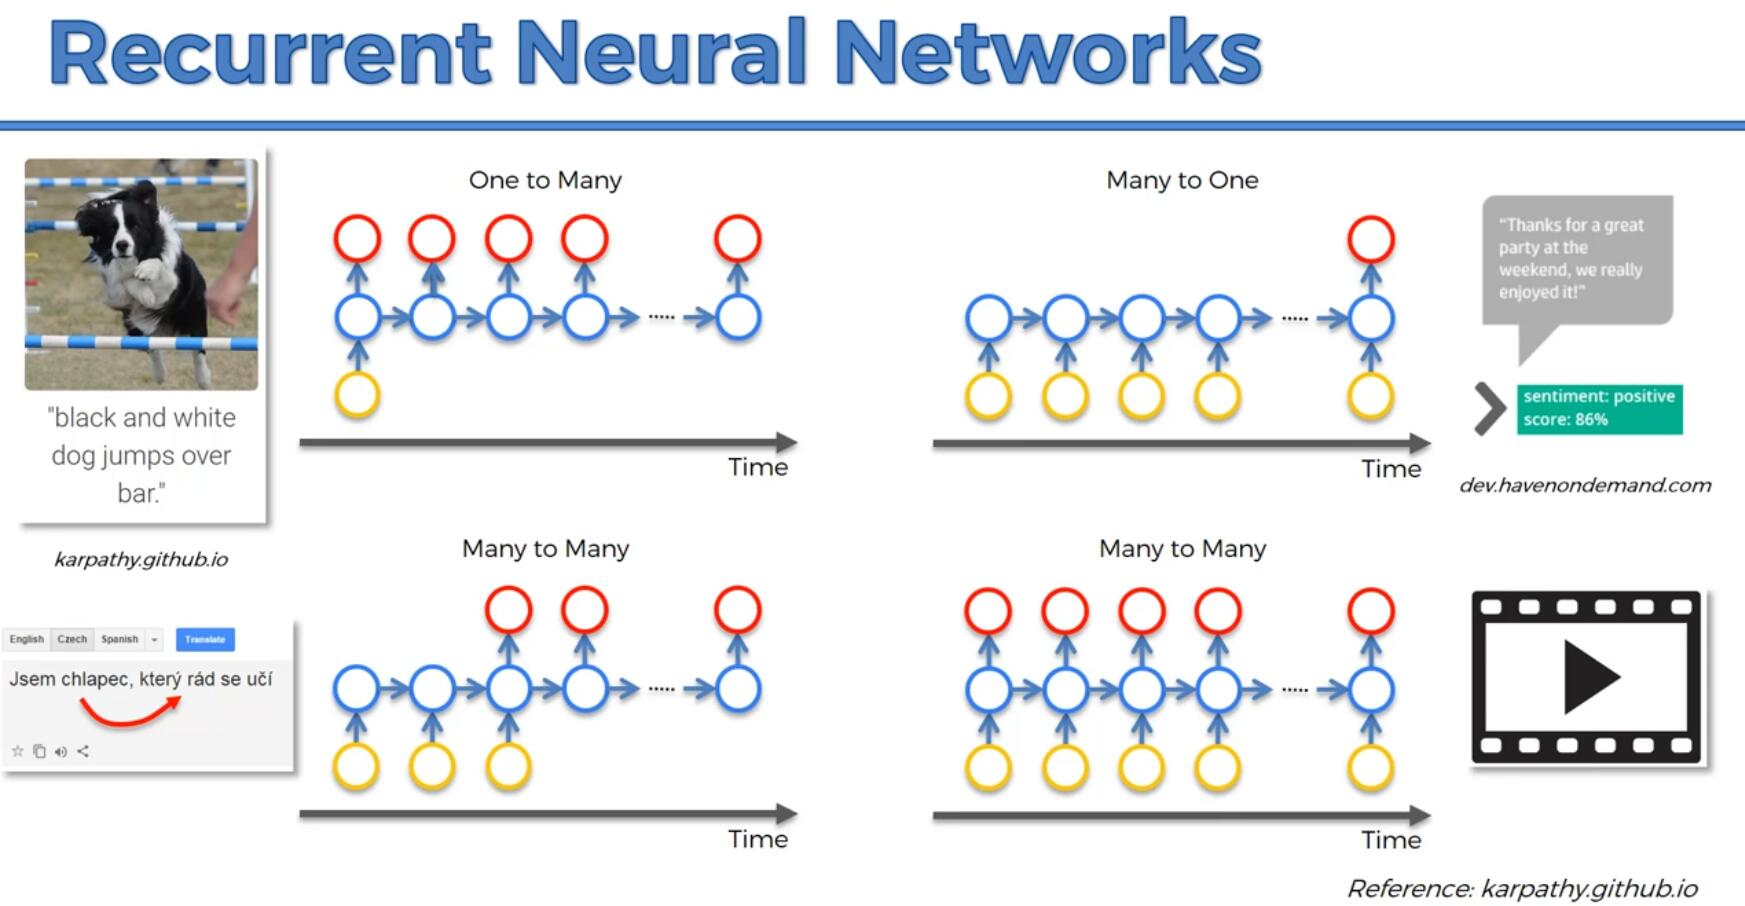 Recurrent Neural Networks
"black and white
dog jumps over
bar."
karpathy.github.io
One to Many
.....
Time
Many to One
.....
Time
"Thanks for a great
party at the
weekend, we really
enjoyed it!"
sentiment: positive
score: 86%
dev.havenondemand.com
English Czech Spanish Translate
Jsem chlapec, který rád se učí
Many to Many
.....
Time
Many to Many
.....
Time
Reference: karpathy.github.io